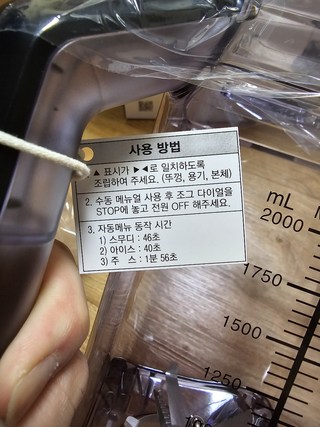 사용 방법
▲ 표시가 ▶◀로 일치하도록
조립하여 주세요. (뚜껑, 용기, 본체)
2. 수동 메뉴얼 사용 후 조그 다이얼을
STOP에 놓고 전원 OFF 해주세요.
3. 자동메뉴 동작 시간
1) 스무디 : 46초
2) 아이스 : 40초
3) 주 스 : 1분 56초
mL
2000
1750
1500
1250